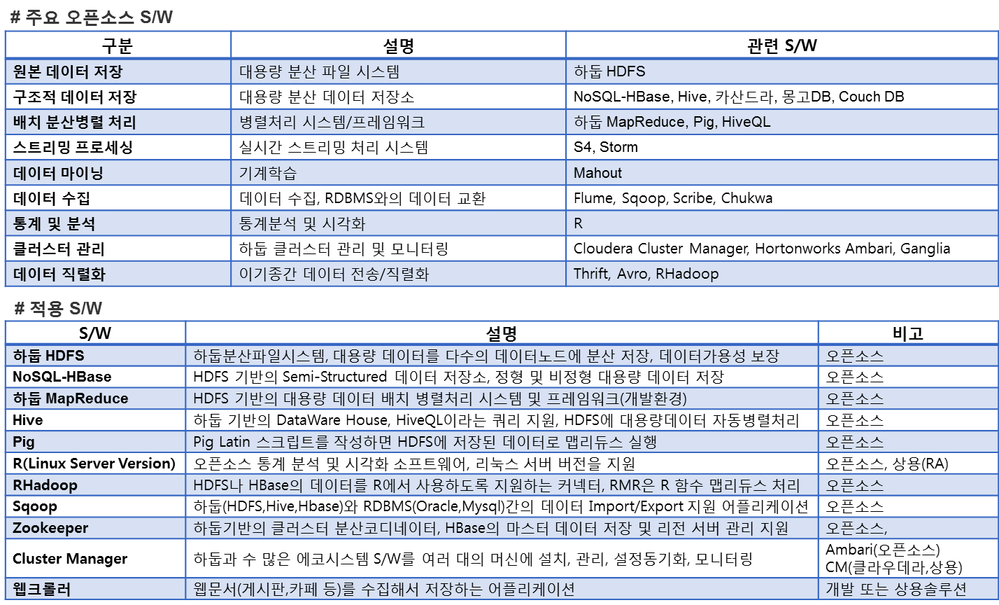 # 주요 오픈소스 S/W
구분 설명 관련 S/W
원본 데이터 저장 대용량 분산 파일 시스템 하둡 HDFS
구조적 데이터 저장 대용량 분산 데이터 저장소 NoSQL-HBase, Hive, 카산드라, 몽고DB, Couch DB
배치 분산병렬 처리 병렬처리 시스템/프레임워크 하둡 MapReduce, Pig, HiveQL
스트리밍 프로세싱 실시간 스트리밍 처리 시스템 S4, Storm
데이터 마이닝 기계학습 Mahout
데이터 수집 데이터 수집, RDBMS와의 데이터 교환 Flume, Sqoop, Scribe, Chukwa
통계 및 분석 통계분석 및 시각화 R
클러스터 관리 하둡 클러스터 관리 및 모니터링 Cloudera Cluster Manager, Hortonworks Ambari, Ganglia
데이터 직렬화 이기종간 데이터 전송/직렬화 Thrift, Avro, RHadoop
# 적용 S/W
S/W 설명 비고
하둡 HDFS 하둡분산파일시스템, 대용량 데이터를 다수의 데이터노드에 분산 저장, 데이터가용성 보장 오픈소스
NoSQL-HBase HDFS 기반의 Semi-Structured 데이터 저장소, 정형 및 비정형 대용량 데이터 저장 오픈소스
하둡 MapReduce HDFS 기반의 대용량 데이터 배치 병렬처리 시스템 및 프레임워크(개발환경) 오픈소스
Hive 하둡 기반의 DataWare House, HiveQL이라는 쿼리 지원, HDFS에 대용량데이터 자동병렬처리 오픈소스
Pig Pig Latin 스크립트를 작성하면 HDFS에 저장된 데이터로 맵리듀스 실행 오픈소스
R(Linux Server Version) 오픈소스 통계 분석 및 시각화 소프트웨어, 리눅스 서버 버전을 지원 오픈소스, 상용(RA)
RHadoop HDFS나 HBase의 데이터를 R에서 사용하도록 지원하는 커넥터, RMR은 R 함수 맵리듀스 처리 오픈소스
Sqoop 하둡(HDFS,Hive,Hbase)와 RDBMS(Oracle,Mysql)간의 데이터 Import/Export 지원 어플리케이션 오픈소스
Zookeeper 하둡기반의 클러스터 분산코디네이터, HBase의 마스터 데이터 저장 및 리전 서버 관리 지원 오픈소스,
Cluster Manager 하둡과 수 많은 에코시스템 S/W를 여러 대의 머신에 설치, 관리, 설정동기화, 모니터링 Ambari(오픈소스)
CM(클라우데라,상용)
웹크롤러 웹문서(게시판,카페 등)를 수집해서 저장하는 어플리케이션 개발 또는 상용솔루션